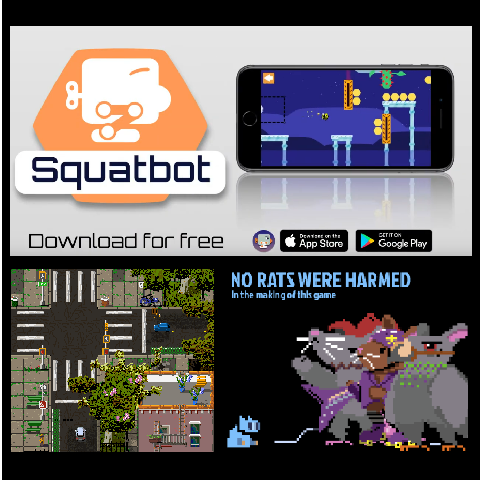 Squatbot
Download for free
Download on the
App Store
GET IT ON
Google Play
NO RATS WERE HARMED
in the making of this game